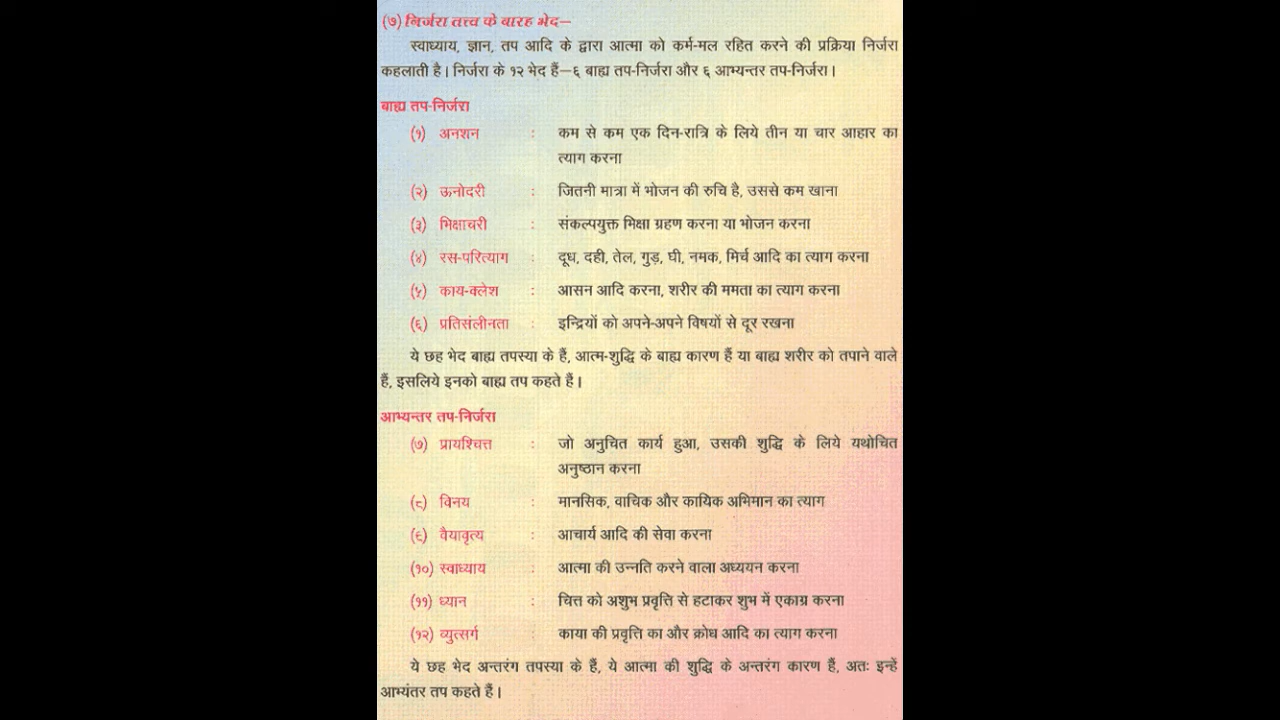 (७) निर्जरा तत्त्व के बारह भेद—
स्वाध्याय, ज्ञान, तप आदि के द्वारा आत्मा को कर्म-मल रहित करने की प्रक्रिया निर्जरा
कहलाती है। निर्जरा के १२ भेद हैं—६ बाह्य तप-निर्जरा और ६ आभ्यन्तर तप-निर्जरा।
बाह्य तप-निर्जरा
(१) अनशन : कम से कम एक दिन-रात्रि के लिये तीन या चार आहार का
त्याग करना
(२) ऊनोदरी : जितनी मात्रा में भोजन की रुचि है, उससे कम खाना
(३) भिक्षाचरी : संकल्पयुक्त भिक्षा ग्रहण करना या भोजन करना
(४) रस-परित्याग : दूध, दही, तेल, गुड़, घी, नमक, मिर्च आदि का त्याग करना
(५) काय-क्लेश : आसन आदि करना, शरीर की ममता का त्याग करना
(६) प्रतिसंलीनता : इन्द्रियों को अपने-अपने विषयों से दूर रखना
ये छह भेद बाह्य तपस्या के हैं, आत्म-शुद्धि के बाह्य कारण हैं या बाह्य शरीर को तपाने वाले
हैं, इसलिये इनको बाह्य तप कहते हैं।
आभ्यन्तर तप-निर्जरा
(७) प्रायश्चित्त : जो अनुचित कार्य हुआ, उसकी शुद्धि के लिये यथोचित
अनुष्ठान करना
(८) विनय : मानसिक, वाचिक और कायिक अभिमान का त्याग
(९) वैयावृत्य : आचार्य आदि की सेवा करना
(१०) स्वाध्याय : आत्मा की उन्नति करने वाला अध्ययन करना
(११) ध्यान : चित्त को अशुभ प्रवृत्ति से हटाकर शुभ में एकाग्र करना
(१२) व्युत्सर्ग : काया की प्रवृत्ति का और क्रोध आदि का त्याग करना
ये छह भेद अन्तरंग तपस्या के हैं, ये आत्मा की शुद्धि के अन्तरंग कारण हैं, अतः इन्हें
आभ्यंतर तप कहते हैं।